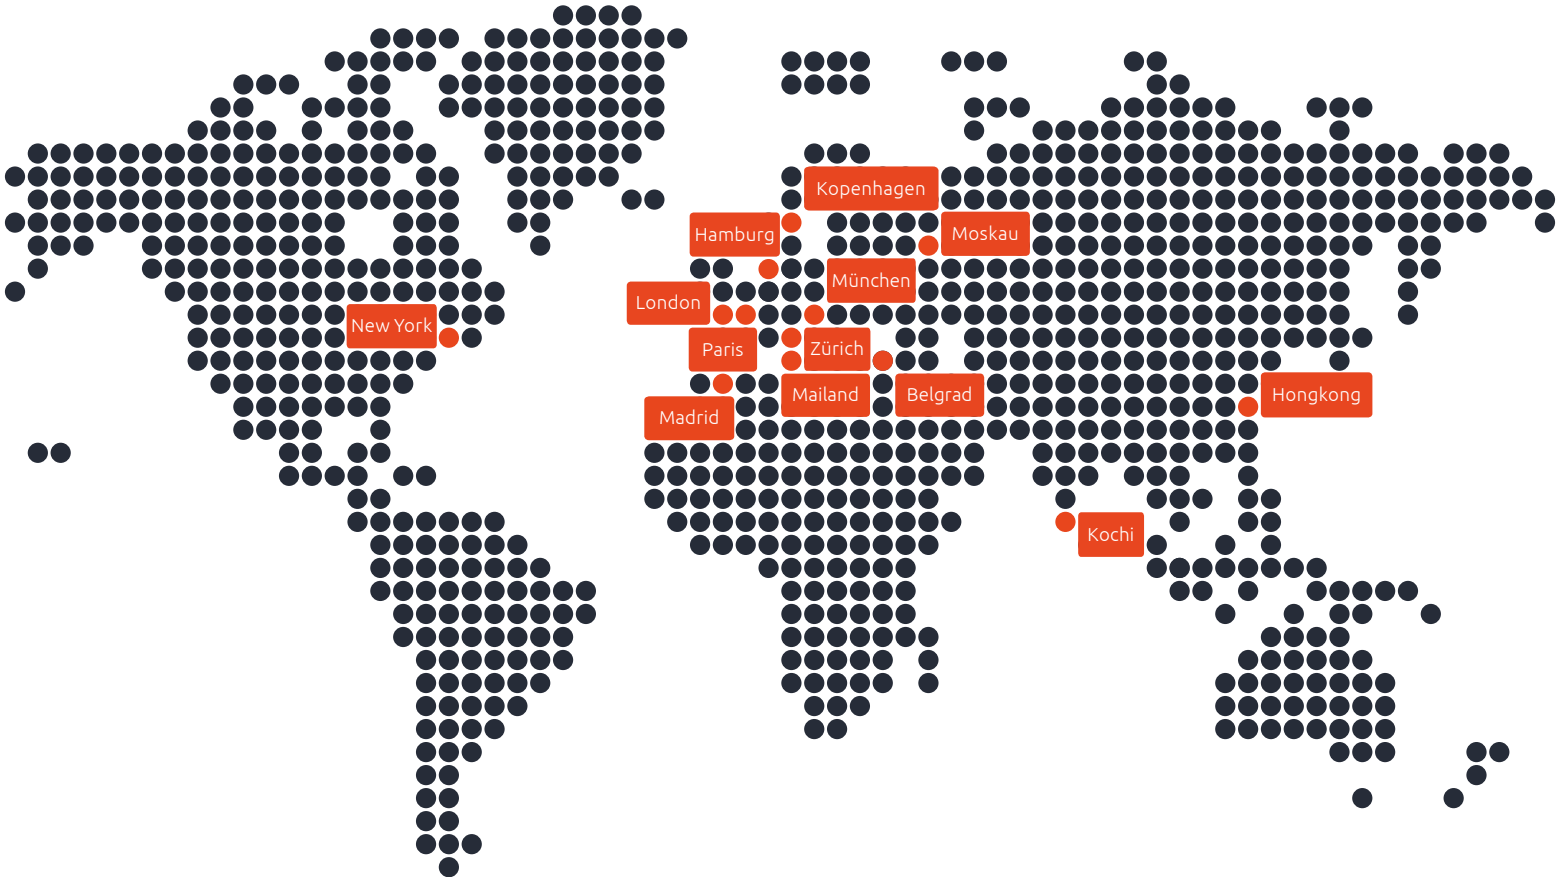 Kopenhagen
Hamburg
Moskau
München
London
New York
Paris
Zürich
Mailand
Belgrad
Hongkong
Madrid
Kochi